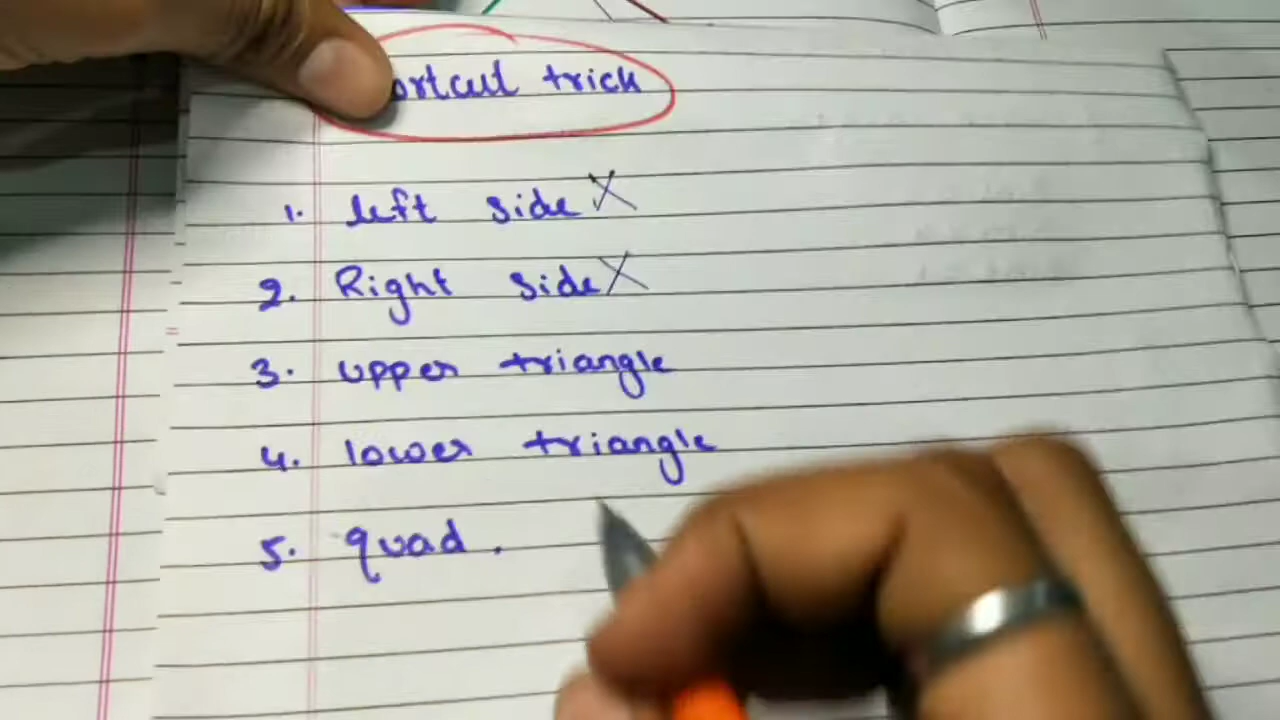 ortcut trick
1. left side X
2. Right side X
3. upper triangle
4. lower triangle
5. quad.